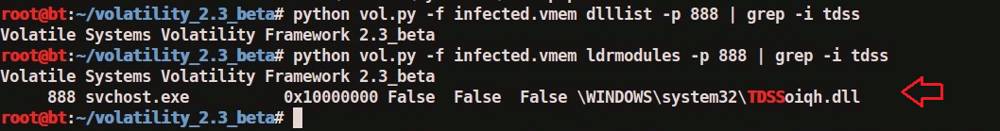 root@bt:~/volatility_2.3_beta# python vol.py -f infected.vmem dlllist -p 888 | grep -i tdss
Volatile Systems Volatility Framework 2.3_beta
root@bt:~/volatility_2.3_beta# python vol.py -f infected.vmem ldrmodules -p 888 | grep -i tdss
Volatile Systems Volatility Framework 2.3_beta
888 svchost.exe 0x10000000 False False False \WINDOWS\system32\TDSSoiqh.dll
root@bt:~/volatility_2.3_beta#